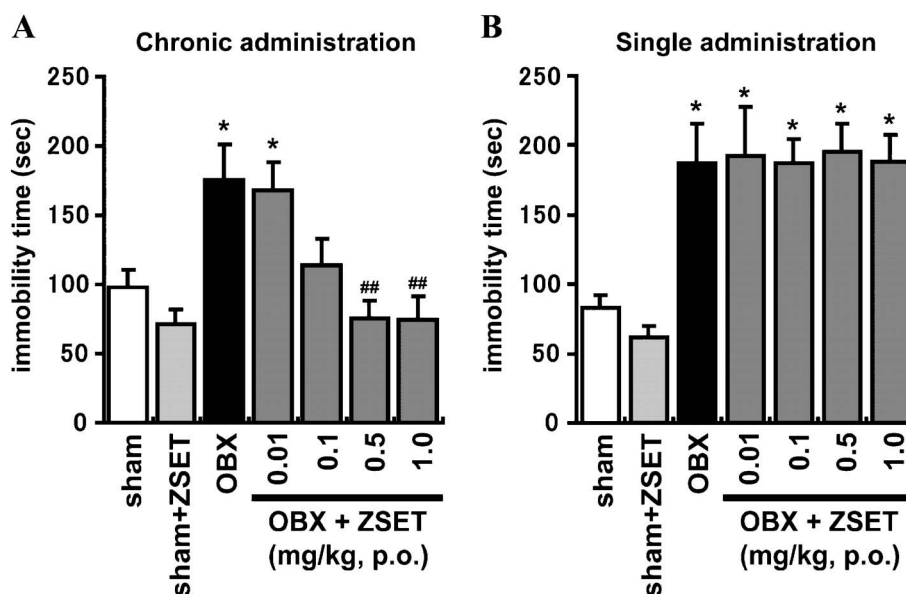 A
Chronic administration
immobility time (sec)
250
200
150
100
50
0
*
*
##
##
sham
sham+ZSET
OBX
0.01
0.1
0.5
1.0
OBX + ZSET
(mg/kg, p.o.)
B
Single administration
immobility time (sec)
250
200
150
100
50
0
*
*
*
*
*
sham
sham+ZSET
OBX
0.01
0.1
0.5
1.0
OBX + ZSET
(mg/kg, p.o.)